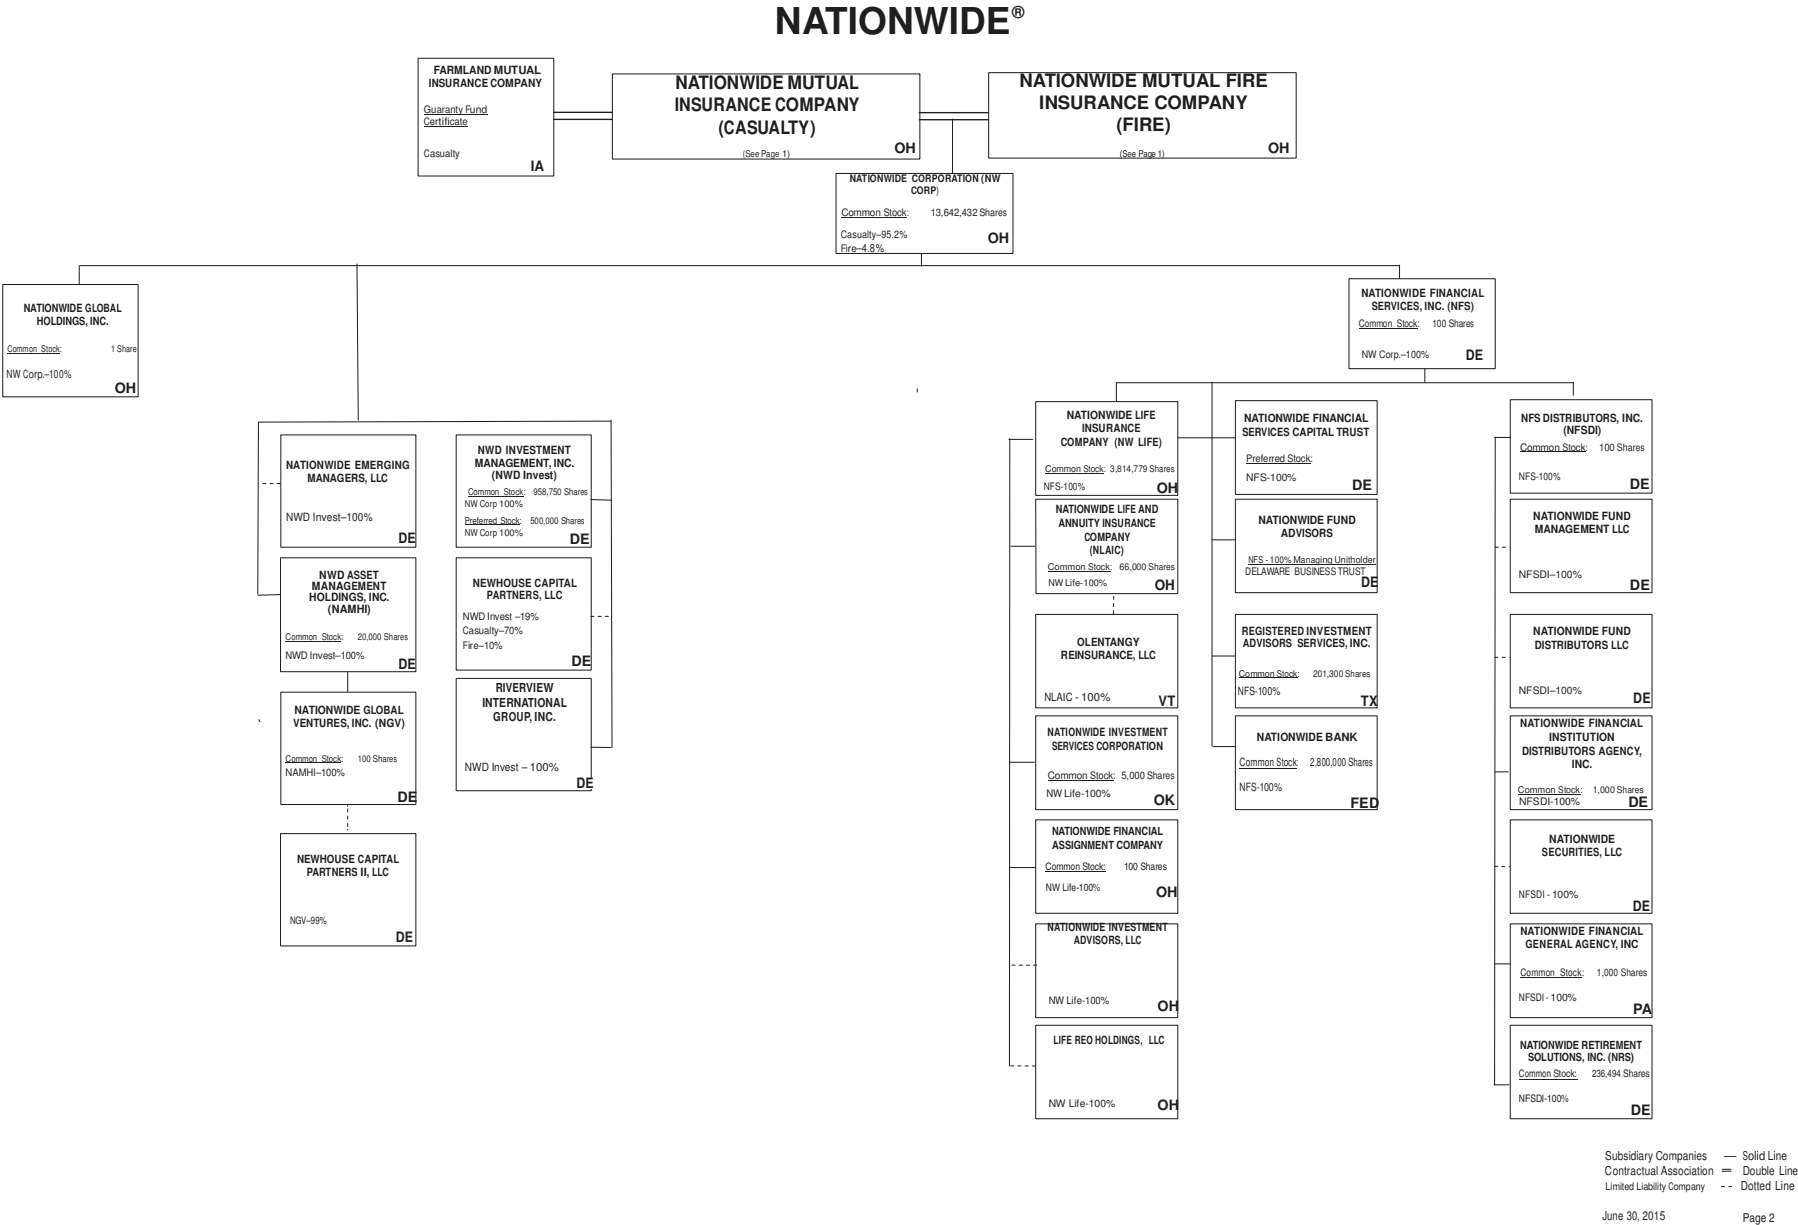 NATIONWIDE®
FARMLAND MUTUAL
INSURANCE COMPANY
Guaranty Fund
Certificate
Casualty
IA
NATIONWIDE MUTUAL
INSURANCE COMPANY
(CASUALTY)
(See Page 1)
OH
NATIONWIDE MUTUAL FIRE
INSURANCE COMPANY
(FIRE)
(See Page 1)
OH
NATIONWIDE CORPORATION (NW
CORP)
Common Stock: 13,642,432 Shares
Casualty–95.2%
Fire–4.8%
OH
NATIONWIDE GLOBAL
HOLDINGS, INC.
Common Stock: 1 Share
NW Corp.–100%
OH
NATIONWIDE FINANCIAL
SERVICES, INC. (NFS)
Common Stock: 100 Shares
NW Corp.–100%
DE
NATIONWIDE EMERGING
MANAGERS, LLC
NWD Invest–100%
DE
NWD ASSET
MANAGEMENT
HOLDINGS, INC.
(NAMHI)
Common Stock: 20,000 Shares
NWD Invest–100%
DE
NATIONWIDE GLOBAL
VENTURES, INC. (NGV)
Common Stock: 100 Shares
NAMHI–100%
DE
NEWHOUSE CAPITAL
PARTNERS II, LLC
NGV–99%
DE
NWD INVESTMENT
MANAGEMENT, INC.
(NWD Invest)
Common Stock: 958,750 Shares
NW Corp 100%
Preferred Stock: 500,000 Shares
NW Corp 100%
DE
NEWHOUSE CAPITAL
PARTNERS, LLC
NWD Invest –19%
Casualty–70%
Fire–10%
DE
RIVERVIEW
INTERNATIONAL
GROUP, INC.
NWD Invest – 100%
DE
NATIONWIDE LIFE
INSURANCE
COMPANY (NW LIFE)
Common Stock: 3,814,779 Shares
NFS-100%
OH
NATIONWIDE LIFE AND
ANNUITY INSURANCE
COMPANY
(NLAIC)
Common Stock: 66,000 Shares
NW Life-100%
OH
OLENTANGY
REINSURANCE, LLC
NLAIC - 100%
VT
NATIONWIDE INVESTMENT
SERVICES CORPORATION
Common Stock: 5,000 Shares
NW Life-100%
OK
NATIONWIDE FINANCIAL
ASSIGNMENT COMPANY
Common Stock: 100 Shares
NW Life-100%
OH
NATIONWIDE INVESTMENT
ADVISORS, LLC
NW Life-100%
OH
LIFE REO HOLDINGS, LLC
NW Life-100%
OH
NATIONWIDE FINANCIAL
SERVICES CAPITAL TRUST
Preferred Stock:
NFS-100%
DE
NATIONWIDE FUND
ADVISORS
NFS - 100% Managing Unitholder
DELAWARE BUSINESS TRUST
DE
REGISTERED INVESTMENT
ADVISORS SERVICES, INC.
Common Stock: 201,300 Shares
NFS-100%
TX
NATIONWIDE BANK
Common Stock: 2,800,000 Shares
NFS-100%
FED
NFS DISTRIBUTORS, INC.
(NFSDI)
Common Stock: 100 Shares
NFS-100%
DE
NATIONWIDE FUND
MANAGEMENT LLC
NFSDI–100%
DE
NATIONWIDE FUND
DISTRIBUTORS LLC
NFSDI–100%
DE
NATIONWIDE FINANCIAL
INSTITUTION
DISTRIBUTORS AGENCY,
INC.
Common Stock: 1,000 Shares
NFSDI-100%
DE
NATIONWIDE
SECURITIES, LLC
NFSDI - 100%
DE
NATIONWIDE FINANCIAL
GENERAL AGENCY, INC
Common Stock: 1,000 Shares
NFSDI - 100%
PA
NATIONWIDE RETIREMENT
SOLUTIONS, INC. (NRS)
Common Stock: 236,494 Shares
NFSDI-100%
DE
Subsidiary Companies — Solid Line
Contractual Association = Double Line
Limited Liability Company - - Dotted Line
June 30, 2015 Page 2